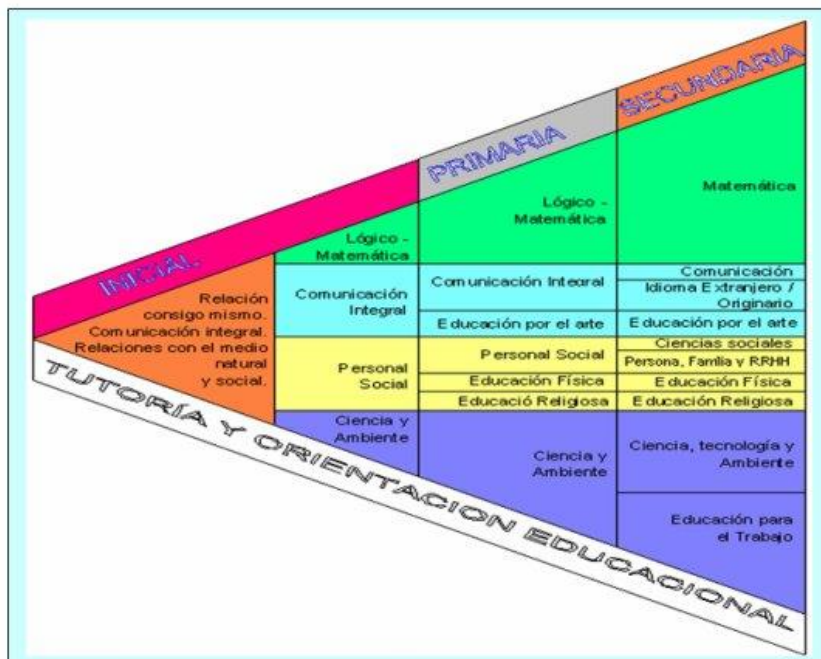 INICIAL
PRIMARIA
SECUNDARIA
Relación
consigo mismo.
Comunicación integral.
Relaciones con el medio
natural
y social.
Lógico -
Matemática
Comunicación
Integral
Personal
Social
Ciencia y
Ambiente
Lógico -
Matemática
Comunicación Integral
Educación por el arte
Personal Social
Educación Física
Educació Religiosa
Ciencia y
Ambiente
Matemática
Comunicación
Idioma Extranjero /
Originario
Educación por el arte
Ciencias sociales
Persona, Família y RRHH
Educación Física
Educación Religiosa
Ciencia, tecnología y
Ambiente
Educación para
el Trabajo
TUTORÍA Y ORIENTACION EDUCACIONAL